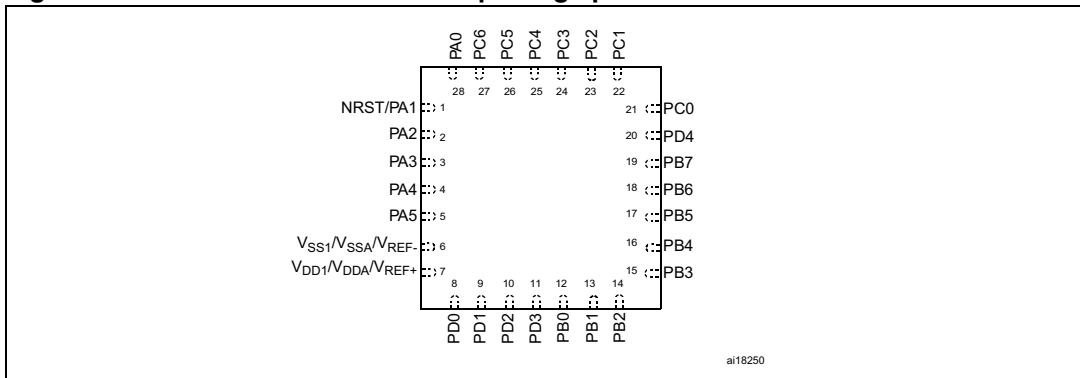 PA0 PC6 PC5 PC4 PC3 PC2 PC1
28 27 26 25 24 23 22
NRST/PA1 1 21 PC0
PA2 2 20 PD4
PA3 3 19 PB7
PA4 4 18 PB6
PA5 5 17 PB5
VSS1/VSSA/VREF- 6 16 PB4
VDD1/VDDA/VREF+ 7 15 PB3
8 9 10 11 12 13 14
PD0 PD1 PD2 PD3 PB0 PB1 PB2
ai18250